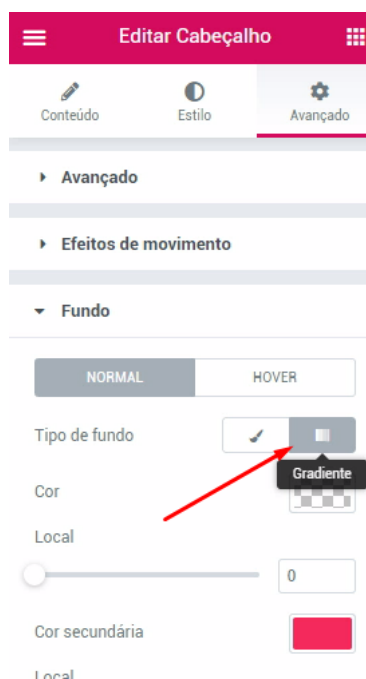 Editar Cabeçalho
Conteúdo Estilo Avançado
Avançado
Efeitos de movimento
Fundo
NORMAL HOVER
Tipo de fundo
Gradiente
Cor
Local
0
Cor secundária
Local